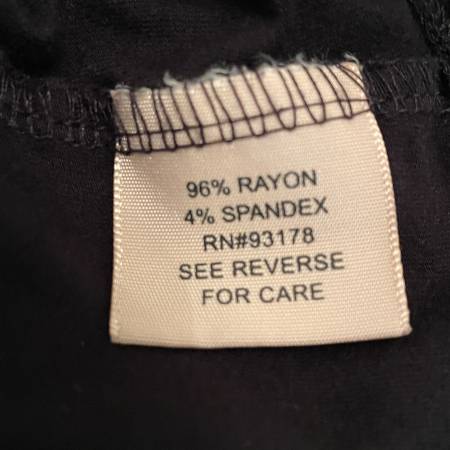 96% RAYON
4% SPANDEX
RN#93178
SEE REVERSE
FOR CARE